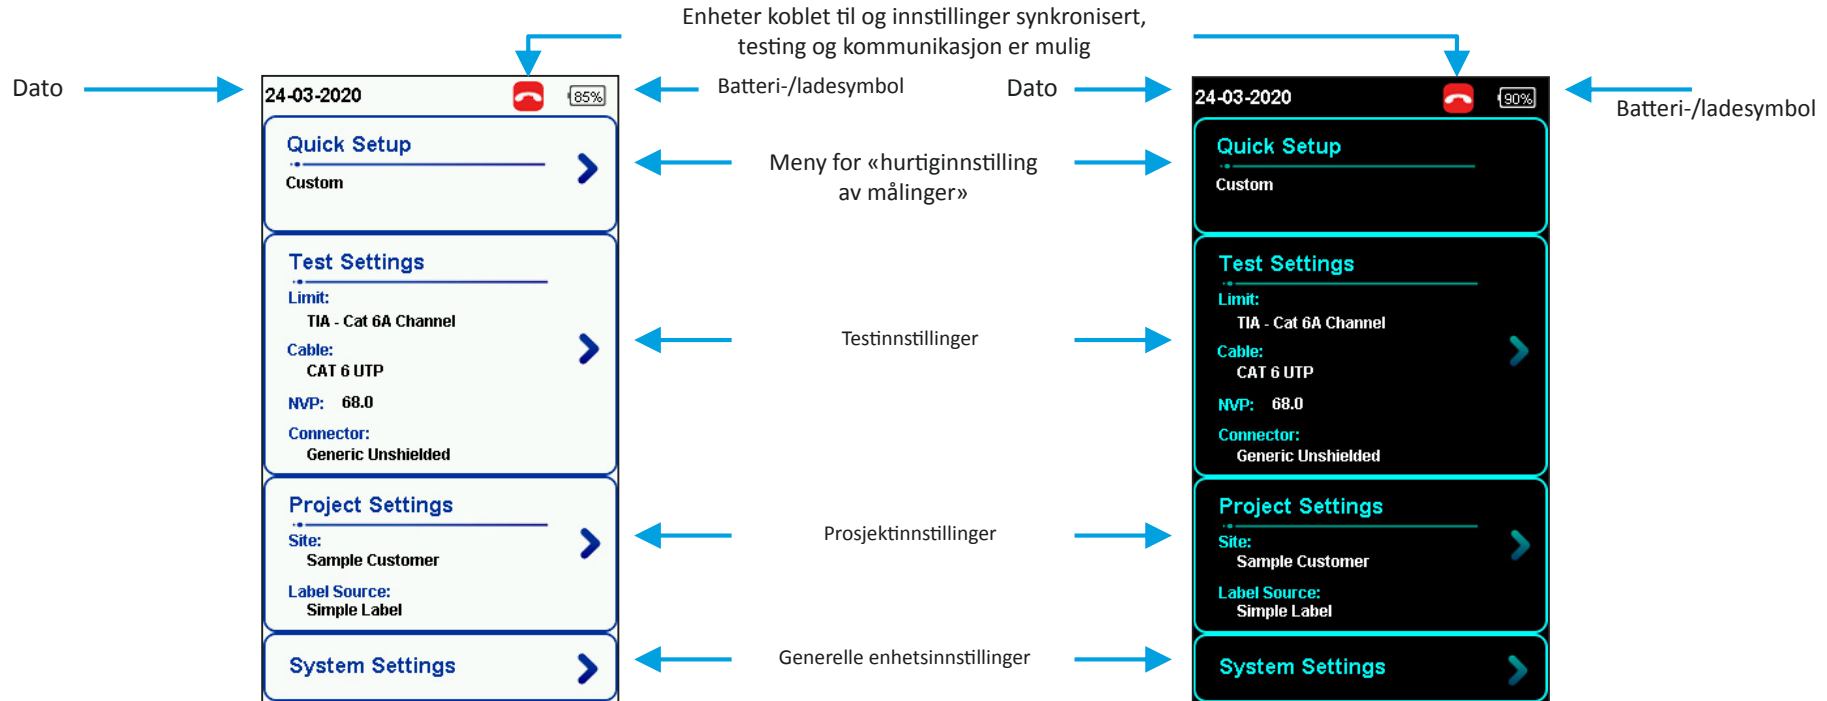 Enheter koblet til og innstillinger synkronisert,
testing og kommunikasjon er mulig
Dato
Batteri-/ladesymbol
Dato
Batteri-/ladesymbol
Meny for «hurtiginnstilling
av målinger»
Testinnstillinger
Prosjektinnstillinger
Generelle enhetsinnstillinger
24-03-2020
85%
Quick Setup
Custom
Test Settings
Limit:
TIA - Cat 6A Channel
Cable:
CAT 6 UTP
NVP: 68.0
Connector:
Generic Unshielded
Project Settings
Site:
Sample Customer
Label Source:
Simple Label
System Settings
24-03-2020
90%
Quick Setup
Custom
Test Settings
Limit:
TIA - Cat 6A Channel
Cable:
CAT 6 UTP
NVP: 68.0
Connector:
Generic Unshielded
Project Settings
Site:
Sample Customer
Label Source:
Simple Label
System Settings